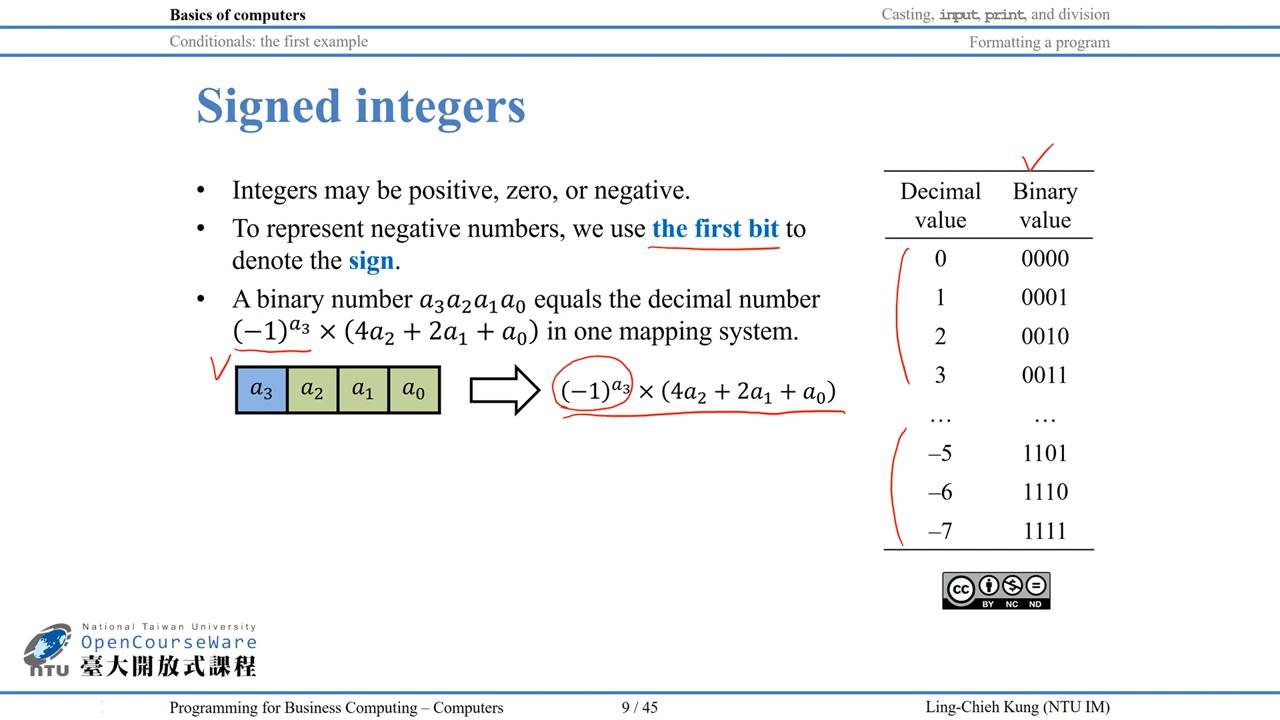 Basics of computers
Casting, input, print, and division
Conditionals: the first example
Formatting a program
Signed integers
• Integers may be positive, zero, or negative.
• To represent negative numbers, we use the first bit to
denote the sign.
• A binary number a₃a₂a₁a₀ equals the decimal number
(−1)^a₃ × (4a₂ + 2a₁ + a₀) in one mapping system.
a₃ a₂ a₁ a₀
(−1)^a₃ × (4a₂ + 2a₁ + a₀)
Decimal value Binary value
0 0000
1 0001
2 0010
3 0011
… …
–5 1101
–6 1110
–7 1111
cc BY NC ND
National Taiwan University
OpenCourseWare
NTU 臺大開放式課程
Programming for Business Computing – Computers
9 / 45
Ling-Chieh Kung (NTU IM)